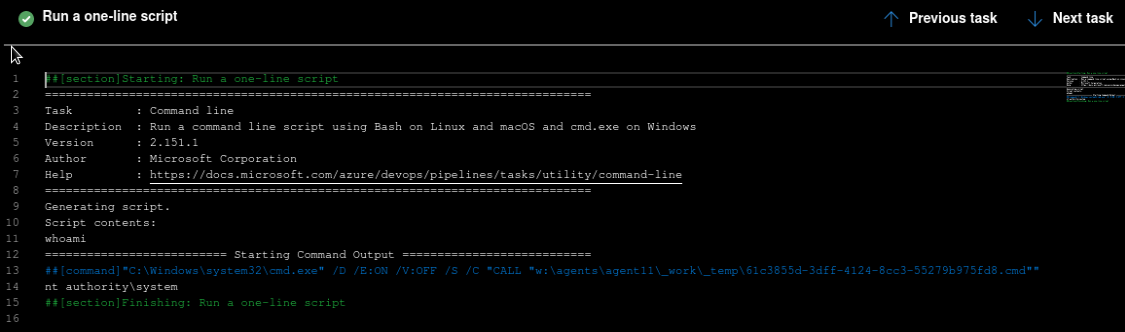 Run a one-line script
Previous task
Next task
1 ##[section]Starting: Run a one-line script
2 ==============================================================================
3 Task         : Command line
4 Description  : Run a command line script using Bash on Linux and macOS and cmd.exe on Windows
5 Version      : 2.151.1
6 Author       : Microsoft Corporation
7 Help         : https://docs.microsoft.com/azure/devops/pipelines/tasks/utility/command-line
8 ==============================================================================
9 Generating script.
10 Script contents:
11 whoami
12 ========================== Starting Command Output ===========================
13 ##[command]"C:\Windows\system32\cmd.exe" /D /E:ON /V:OFF /S /C "CALL "w:\agents\agent11\_work\_temp\61c3855d-3dff-4124-8cc3-55279b975fd8.cmd""
14 nt authority\system
15 ##[section]Finishing: Run a one-line script
16